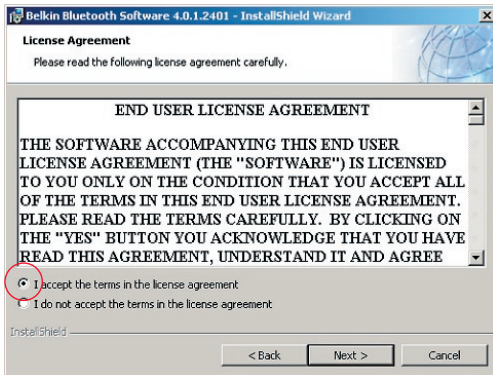 Belkin Bluetooth Software 4.0.1.2401 - InstallShield Wizard
License Agreement
Please read the following license agreement carefully.
END USER LICENSE AGREEMENT
THE SOFTWARE ACCOMPANYING THIS END USER
LICENSE AGREEMENT (THE "SOFTWARE") IS LICENSED
TO YOU ONLY ON THE CONDITION THAT YOU ACCEPT ALL
OF THE TERMS IN THIS END USER LICENSE AGREEMENT.
PLEASE READ THE TERMS CAREFULLY.  BY CLICKING ON
THE "YES" BUTTON YOU ACKNOWLEDGE THAT YOU HAVE
READ THIS AGREEMENT, UNDERSTAND IT AND AGREE
I accept the terms in the license agreement
I do not accept the terms in the license agreement
InstallShield
< Back Next > Cancel